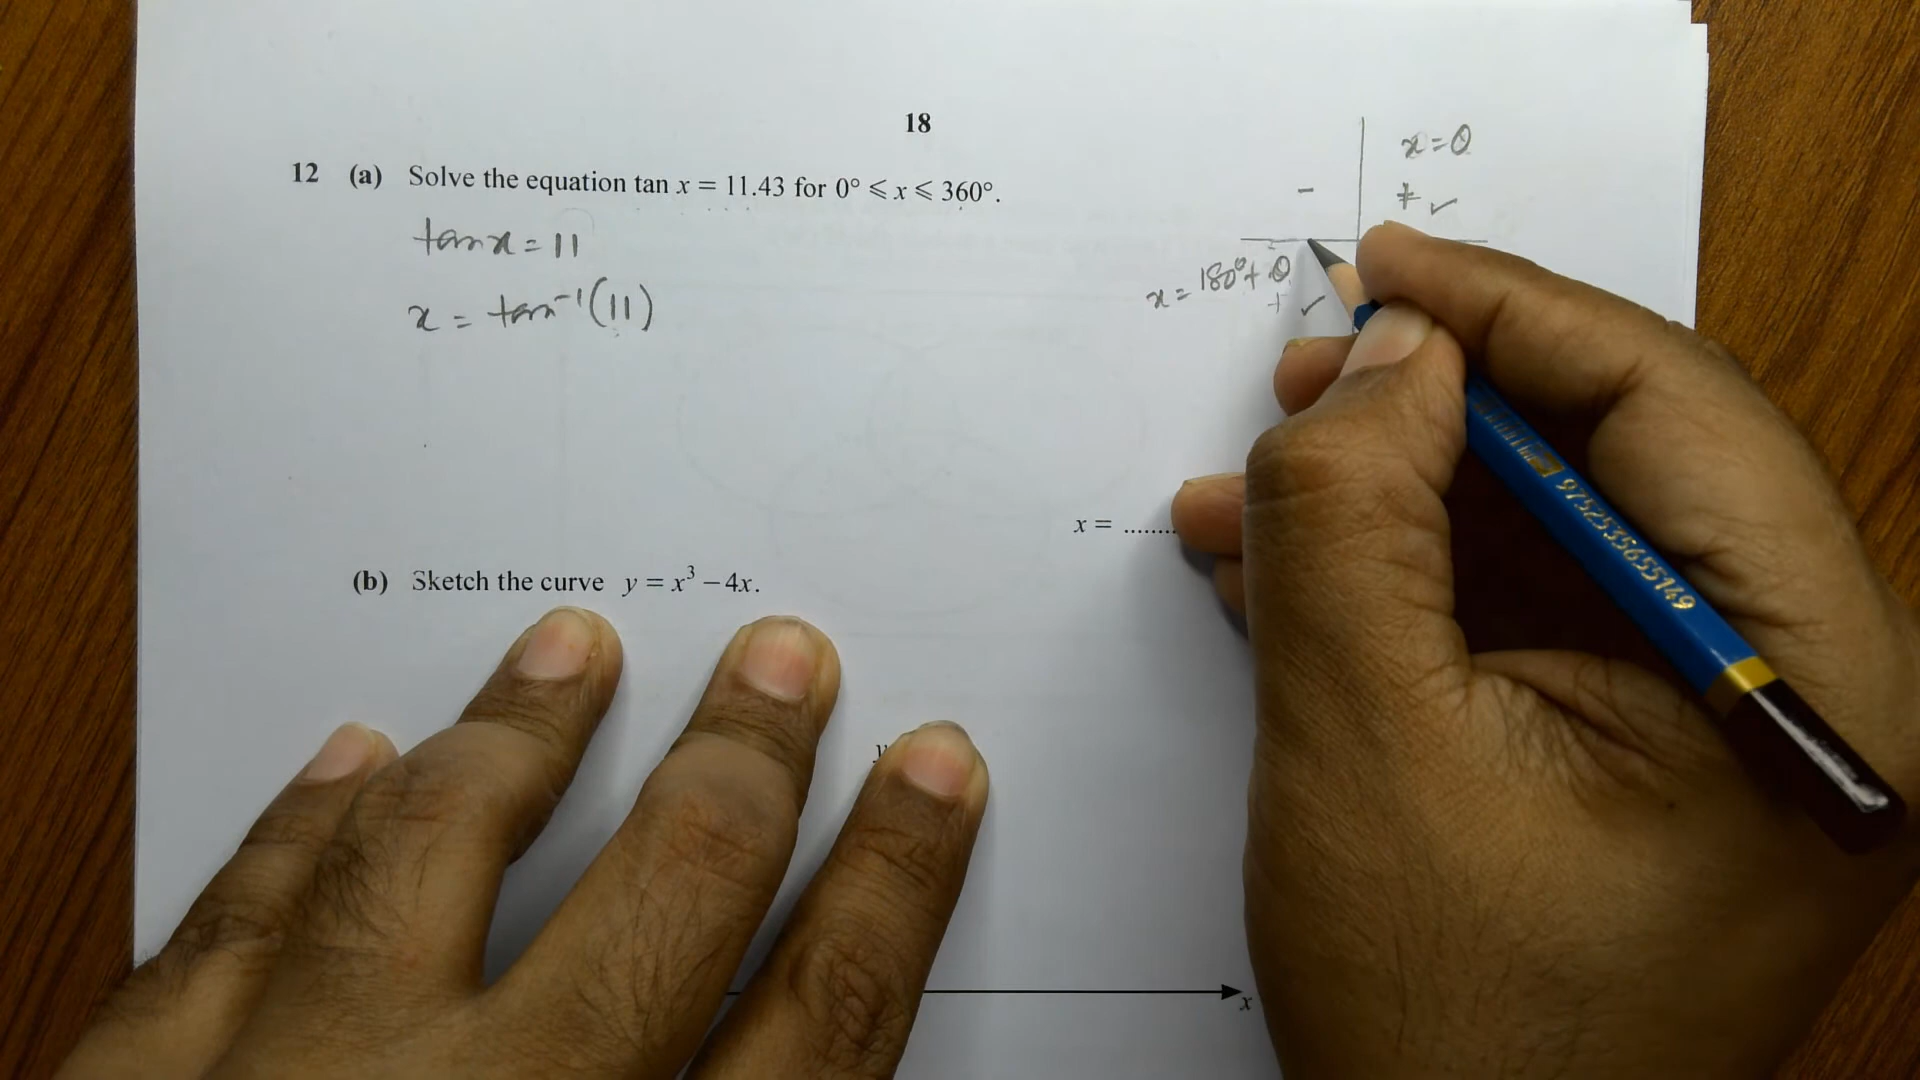 18
12 (a) Solve the equation tan x = 11.43 for 0° ⩽ x ⩽ 360°.
tan x = 11
x = tan⁻¹(11)
x = θ
-
+ ✓
x = 180° + θ
+ ✓
x = ........
(b) Sketch the curve y = x³ – 4x.
y
x
9752535655149